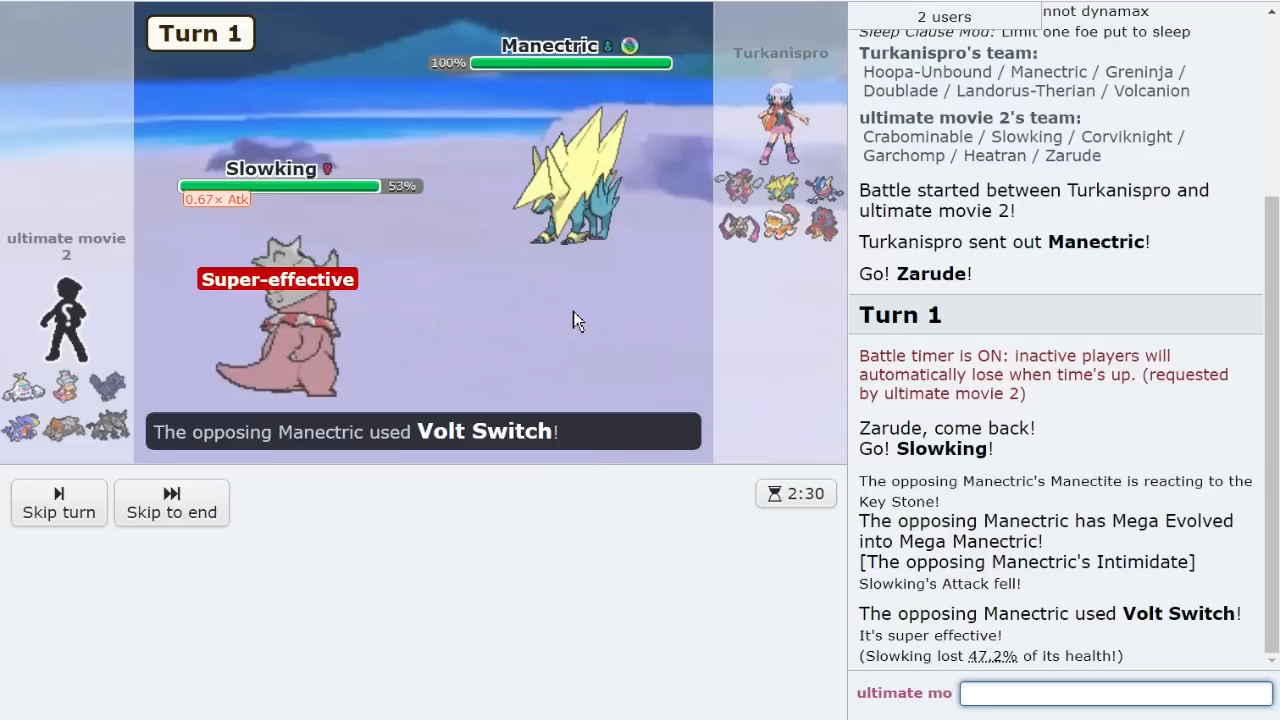 Turn 1
Manectric
100%
Slowking
53%
0.67× Atk
Super-effective
The opposing Manectric used Volt Switch!
Turkanispro
ultimate movie
2
Skip turn
Skip to end
2:30
2 users
nnot dynamax
Sleep Clause Mod: Limit one foe put to sleep
Turkanispro's team:
Hoopa-Unbound / Manectric / Greninja /
Doublade / Landorus-Therian / Volcanion
ultimate movie 2's team:
Crabominable / Slowking / Corviknight /
Garchomp / Heatran / Zarude
Battle started between Turkanispro and
ultimate movie 2!
Turkanispro sent out Manectric!
Go! Zarude!
Turn 1
Battle timer is ON: inactive players will
automatically lose when time's up. (requested
by ultimate movie 2)
Zarude, come back!
Go! Slowking!
The opposing Manectric's Manectite is reacting to the
Key Stone!
The opposing Manectric has Mega Evolved
into Mega Manectric!
[The opposing Manectric's Intimidate]
Slowking's Attack fell!
The opposing Manectric used Volt Switch!
It's super effective!
(Slowking lost 47.2% of its health!)
ultimate mo